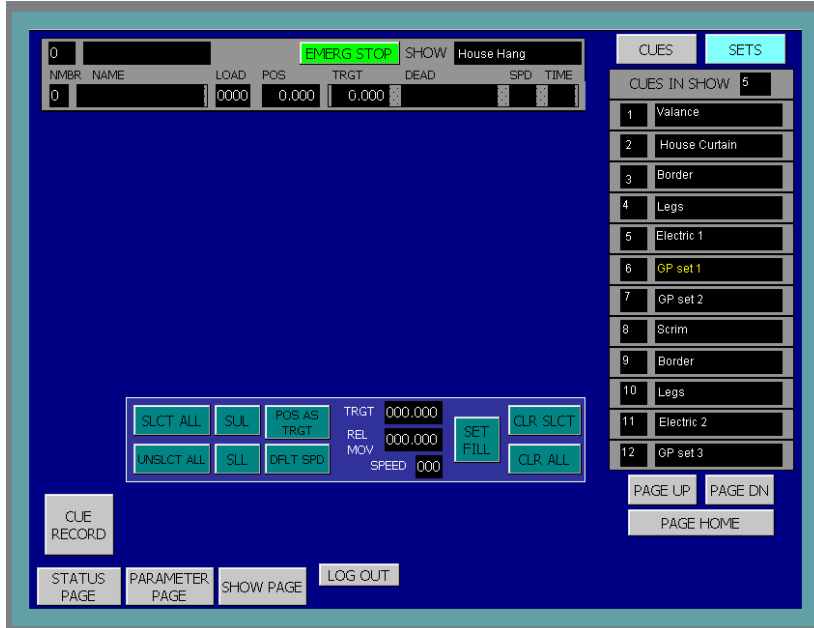 0 EMERG STOP SHOW House Hang
NMBR NAME LOAD POS TRGT DEAD SPD TIME
0 0000 0.000 0.000
CUES SETS
CUES IN SHOW 5
1 Valance
2 House Curtain
3 Border
4 Legs
5 Electric 1
6 GP set 1
7 GP set 2
8 Scrim
9 Border
10 Legs
11 Electric 2
12 GP set 3
SLCT ALL SUL POS AS
TRGT
TRGT 000.000
REL
MOV 000.000
SPEED 000
SET
FILL
CLR SLCT
UNSLCT ALL SLL DFLT SPD
CLR ALL
PAGE UP PAGE DN
PAGE HOME
CUE
RECORD
STATUS
PAGE
PARAMETER
PAGE
SHOW PAGE
LOG OUT